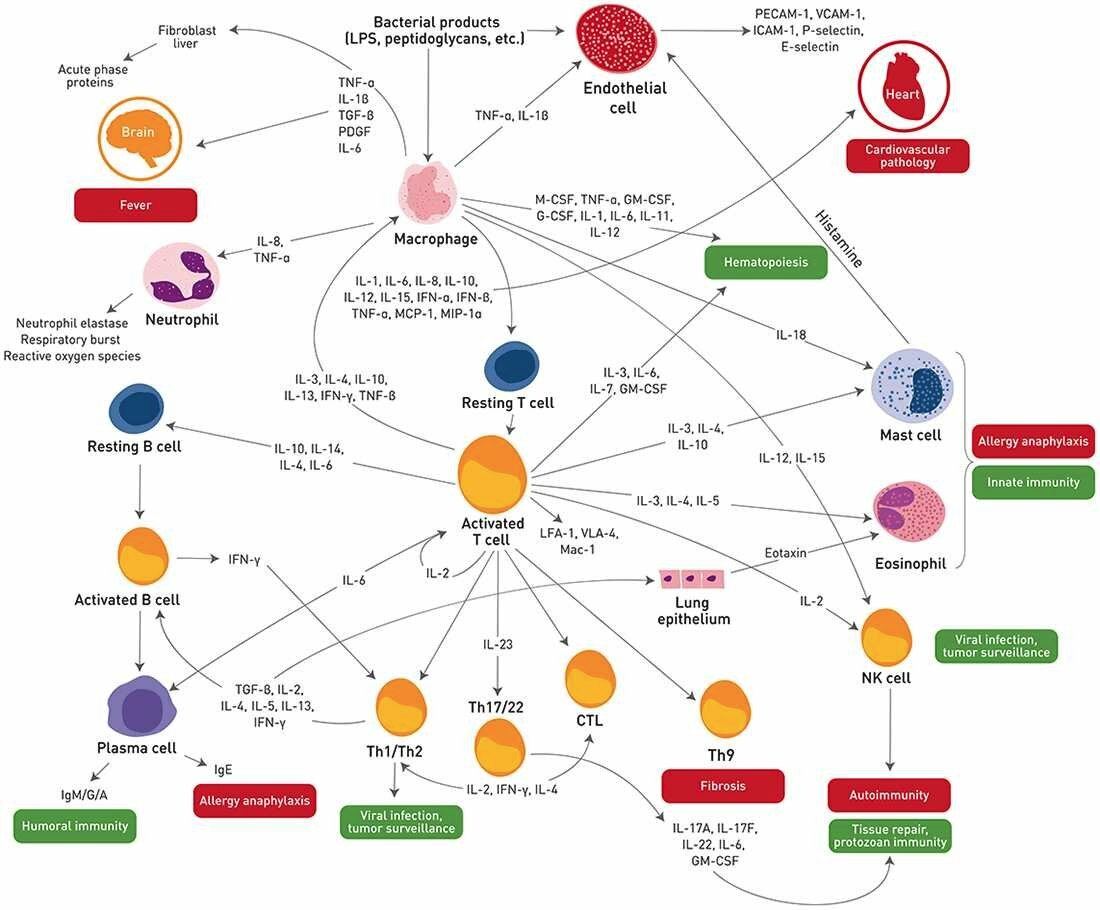 Bacterial products
(LPS, peptidoglycans, etc.)
Fibroblast
liver
Acute phase
proteins
Brain
Fever
TNF-α
IL-1ß
TGF-ß
PDGF
IL-6
TNF-α, IL-1ß
Endothelial
cell
PECAM-1, VCAM-1,
ICAM-1, P-selectin,
E-selectin
Heart
Cardiovascular
pathology
Macrophage
M-CSF, TNF-α, GM-CSF,
G-CSF, IL-1, IL-6, IL-11,
IL-12
Hematopoiesis
Histamine
IL-8,
TNF-α
Neutrophil
Neutrophil elastase
Respiratory burst
Reactive oxygen species
IL-1, IL-6, IL-8, IL-10,
IL-12, IL-15, IFN-α, IFN-ß,
TNF-α, MCP-1, MIP-1α
IL-18
Resting T cell
IL-3, IL-4, IL-10,
IL-13, IFN-γ, TNF-ß
IL-3, IL-6,
IL-7, GM-CSF
Mast cell
Allergy anaphylaxis
Innate immunity
Resting B cell
IL-10, IL-14,
IL-4, IL-6
IL-3, IL-4,
IL-10
IL-12, IL-15
Activated
T cell
IL-3, IL-4, IL-5
LFA-1, VLA-4,
Mac-1
Eosinophil
Eotaxin
Lung
epithelium
IL-2
IL-2
IL-6
IFN-γ
Activated B cell
NK cell
Viral infection,
tumor surveillance
IL-23
TGF-ß, IL-2,
IL-4, IL-5, IL-13,
IFN-γ
Plasma cell
IgM/G/A
Humoral immunity
IgE
Allergy anaphylaxis
Th1/Th2
Viral infection,
tumor surveillance
Th17/22
CTL
IL-2, IFN-γ, IL-4
Th9
Fibrosis
IL-17A, IL-17F,
IL-22, IL-6,
GM-CSF
Autoimmunity
Tissue repair,
protozoan immunity